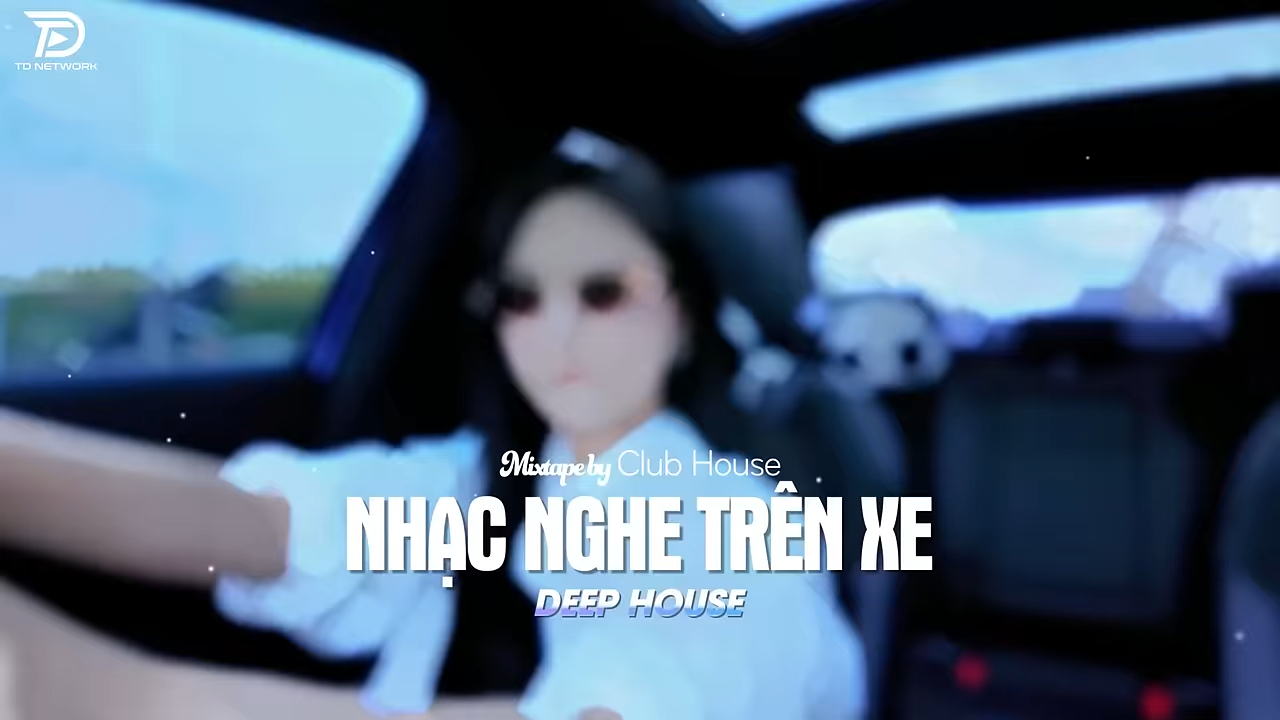 TD NETWORK
Mixtape by Club House
NHẠC NGHE TRÊN XE
DEEP HOUSE